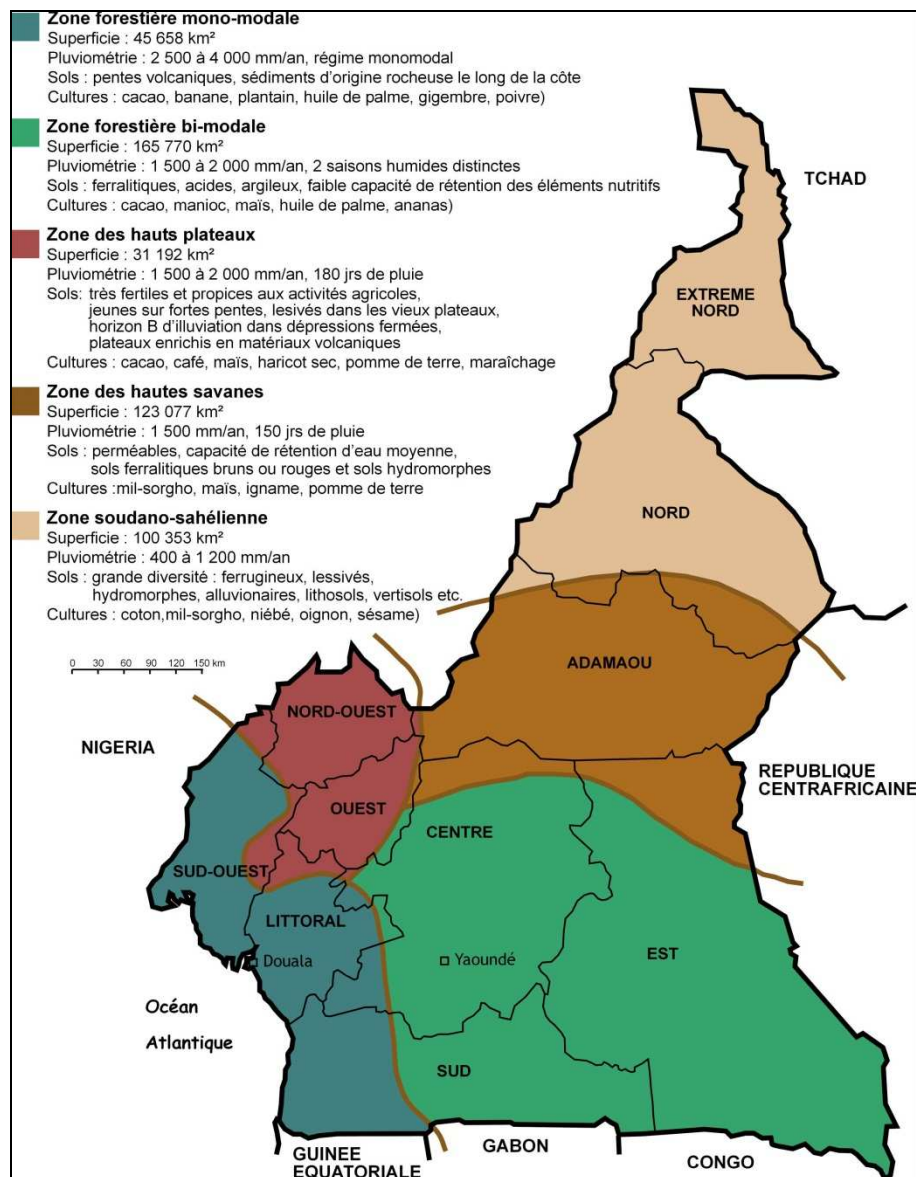 Zone forestière mono-modale
Superficie : 45 658 km²
Pluviométrie : 2 500 à 4 000 mm/an, régime monomodal
Sols : pentes volcaniques, sédiments d'origine rocheuse le long de la côte
Cultures : cacao, banane, plantain, huile de palme, gigembre, poivre)
Zone forestière bi-modale
Superficie : 165 770 km²
Pluviométrie : 1 500 à 2 000 mm/an, 2 saisons humides distinctes
Sols : ferralitiques, acides, argileux, faible capacité de rétention des éléments nutritifs
Cultures : cacao, manioc, maïs, huile de palme, ananas)
Zone des hauts plateaux
Superficie : 31 192 km²
Pluviométrie : 1 500 à 2 000 mm/an, 180 jrs de pluie
Sols: très fertiles et propices aux activités agricoles,
jeunes sur fortes pentes, lesivés dans les vieux plateaux,
horizon B d'illuviation dans dépressions fermées,
plateaux enrichis en matériaux volcaniques
Cultures : cacao, café, maïs, haricot sec, pomme de terre, maraîchage
Zone des hautes savanes
Superficie : 123 077 km²
Pluviométrie : 1 500 mm/an, 150 jrs de pluie
Sols : perméables, capacité de rétention d'eau moyenne,
sols ferralitiques bruns ou rouges et sols hydromorphes
Cultures :mil-sorgho, maïs, igname, pomme de terre
Zone soudano-sahélienne
Superficie : 100 353 km²
Pluviométrie : 400 à 1 200 mm/an
Sols : grande diversité : ferrugineux, lessivés,
hydromorphes, alluvionaires, lithosols, vertisols etc.
Cultures : coton,mil-sorgho, niébé, oignon, sésame)
0 30 60 90 120 150 km
TCHAD
EXTREME
NORD
NORD
ADAMAOU
NORD-OUEST
NIGERIA
REPUBLIQUE
CENTRAFRICAINE
OUEST
CENTRE
SUD-OUEST
LITTORAL
EST
Douala
Yaoundé
Océan
Atlantique
SUD
GUINEE
EQUATORIALE
GABON
CONGO